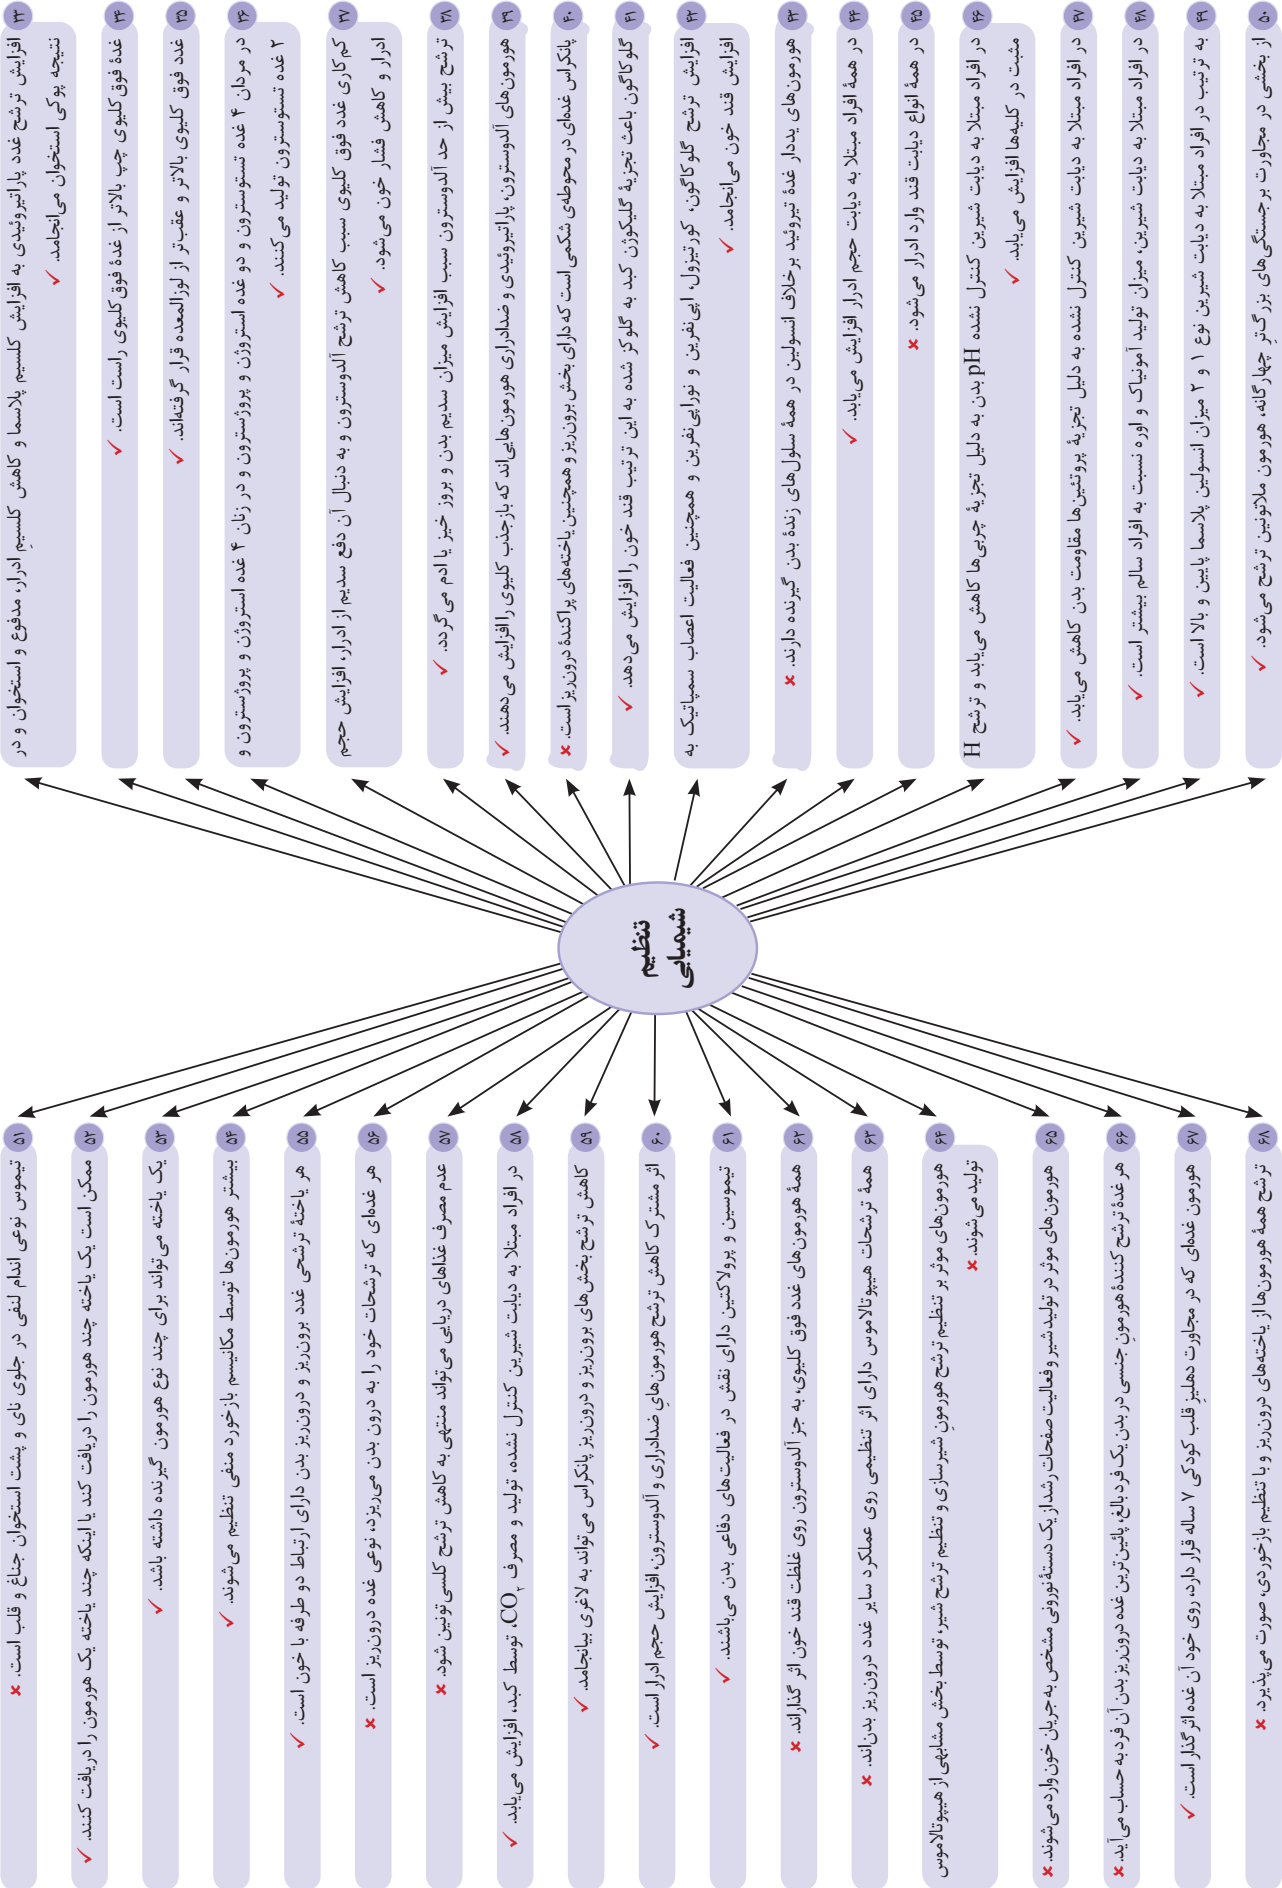 ۳۳
افزایش ترشح غدد پاراتیروئیدی به افزایش کلسیم پلاسما و کاهش کلسیمِ ادرار، مدفوع و استخوان و در
نتیجه پوکی استخوان می‌انجامد. ✓
۳۴
غدهٔ فوق کلیوی چپ بالاتر از غدهٔ فوق کلیوی راست است. ✓
۳۵
غدد فوق کلیوی بالاتر و عقب‌تر از لوزالمعده قرار گرفته‌اند. ✓
۳۶
در مردان ۴ غده تستوسترون و دو غده استروژن و پروژسترون و در زنان ۴ غده استروژن و پروژسترون و
۲ غده تستوسترون تولید می‌کنند. ✓
۳۷
کم‌کاری غدد فوق کلیوی سبب کاهش ترشح آلدوسترون و به دنبال آن دفع سدیم از ادرار، افزایش حجم
ادرار و کاهش فشار خون می‌شود. ✓
۳۸
ترشح بیش از حد آلدوسترون سبب افزایش میزان سدیم بدن و بروز خیز یا ادم می‌گردد. ✓
۳۹
هورمون‌های آلدوسترون، پاراتیروئیدی و ضدادراری هورمون‌هایی‌اند که بازجذب کلیوی را افزایش می‌دهند. ✓
۴۰
پانکراس غده‌ای در محوطه‌ی شکمی است که دارای بخش برون‌ریز و همچنین یاخته‌های پراکندهٔ درون‌ریز است. ×
۴۱
گلوکاگون باعث تجزیهٔ گلیکوژن کبد به گلوکز شده به این ترتیب قند خون را افزایش می‌دهد. ✓
۴۲
افزایش ترشح گلوکاگون، کورتیزول، اپی‌نفرین و نوراپی‌نفرین و همچنین فعالیت اعصاب سمپاتیک به
افزایش قند خون می‌انجامد. ✓
۴۳
هورمون‌های یددار غدهٔ تیروئید برخلاف انسولین در همهٔ سلول‌های زندهٔ بدن گیرنده دارند. ×
۴۴
در همهٔ افراد مبتلا به دیابت حجم ادرار افزایش می‌یابد. ✓
۴۵
در همهٔ انواع دیابت قند وارد ادرار می‌شود. ×
۴۶
در افراد مبتلا به دیابت شیرین کنترل نشده pH بدن به دلیل تجزیهٔ چربی‌ها کاهش می‌یابد و ترشح H
مثبت در کلیه‌ها افزایش می‌یابد. ✓
۴۷
در افراد مبتلا به دیابت شیرین کنترل نشده به دلیل تجزیهٔ پروتئین‌ها مقاومت بدن کاهش می‌یابد. ✓
۴۸
در افراد مبتلا به دیابت شیرین، میزان تولید آمونیاک و اوره نسبت به افراد سالم بیشتر است. ✓
۴۹
به ترتیب در افراد مبتلا به دیابت شیرین نوع ۱ و ۲ میزان انسولین پلاسما پایین و بالا است. ✓
۵۰
از بخشی در مجاورت برجستگی‌های بزرگ‌ترِ چهارگانه، هورمون ملاتونین ترشح می‌شود. ✓
تنظیم
شیمیایی
۵۱
تیموس نوعی اندام لنفی در جلوی نای و پشت استخوان جناغ و قلب است. ×
۵۲
ممکن است یک یاخته چند هورمون را دریافت کند یا اینکه چند یاخته یک هورمون را دریافت کنند. ✓
۵۳
یک یاخته می‌تواند برای چند نوع هورمون گیرنده داشته باشد. ✓
۵۴
بیشتر هورمون‌ها توسط مکانیسم بازخورد منفی تنظیم می‌شوند. ✓
۵۵
هر یاختهٔ ترشحی غدد برون‌ریز و درون‌ریز بدن دارای ارتباط دو طرفه با خون است. ✓
۵۶
هر غده‌ای که ترشحات خود را به درون بدن می‌ریزد، نوعی غده درون‌ریز است. ×
۵۷
عدم مصرف غذاهای دریایی می‌تواند منتهی به کاهش ترشح کلسی‌تونین شود. ×
۵۸
در افراد مبتلا به دیابت شیرین کنترل نشده، تولید و مصرف CO۲، توسط کبد، افزایش می‌یابد. ✓
۵۹
کاهش ترشح بخش‌های برون‌ریز و درون‌ریز پانکراس می‌تواند به لاغری بیانجامد. ✓
۶۰
اثر مشترک کاهش ترشح هورمون‌هایِ ضدادراری و آلدوسترون، افزایش حجم ادرار است. ✓
۶۱
تیموسین و پرولاکتین دارای نقش در فعالیت‌های دفاعی بدن می‌باشند. ✓
۶۲
همهٔ هورمون‌های غدد فوق کلیوی، به جز آلدوسترون روی غلظت قند خون اثر گذاراند. ×
۶۳
همهٔ ترشحات هیپوتالاموس دارای اثر تنظیمی روی عملکرد سایر غدد درون‌ریز بدن‌اند. ×
۶۴
هورمون‌های موثر بر تنظیم ترشح هورمونِ شیرسازی و تنظیم ترشح شیر، توسط بخش مشابهی از هیپوتالاموس
تولید می‌شوند. ×
۶۵
هورمون‌های موثر در تولید شیر و فعالیت صفحات رشد از یک دستهٔ نورونی مشخص به جریان خون وارد می‌شوند. ×
۶۶
هر غدهٔ ترشح کنندهٔ هورمونِ جنسی در بدن یک فرد بالغ، پائین‌ترین غده درون‌ریز بدن آن فرد به حساب می‌آید. ×
۶۷
هورمون غده‌ای که در مجاورت دهلیزِ قلب کودکی ۷ ساله قرار دارد، روی خود آن غده اثر گذار است. ✓
۶۸
ترشح همهٔ هورمون‌ها از یاخته‌های درون‌ریز و با تنظیم بازخوردی، صورت می‌پذیرد. ×